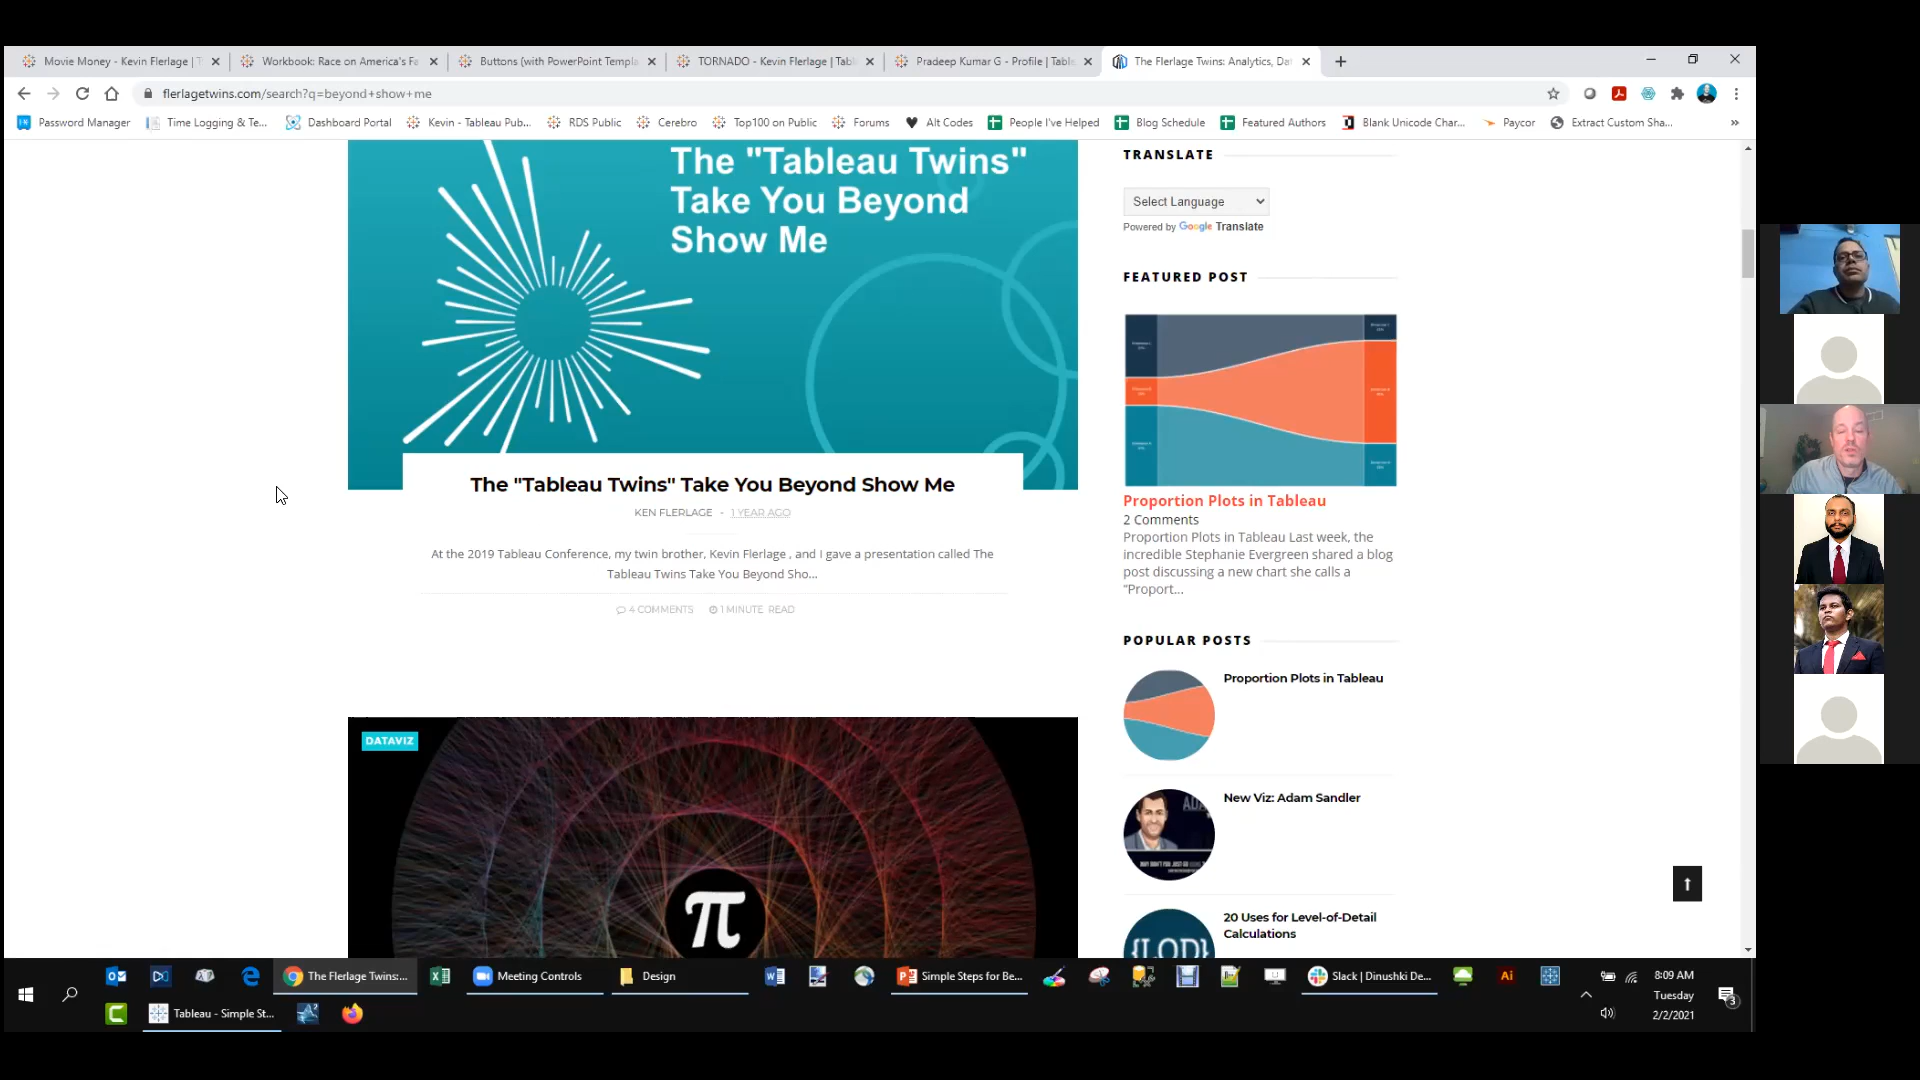 Movie Money - Kevin Flerlage | T
Workbook: Race on America's Fa
Buttons (with PowerPoint Templa
TORNADO - Kevin Flerlage | Tabl
Pradeep Kumar G - Profile | Table
The Flerlage Twins: Analytics, Dat
flerlagetwins.com/search?q=beyond+show+me
Password Manager
Time Logging & Te...
Dashboard Portal
Kevin - Tableau Pub...
RDS Public
Cerebro
Top100 on Public
Forums
Alt Codes
People I've Helped
Blog Schedule
Featured Authors
Blank Unicode Char...
Paycor
Extract Custom Sha...
»
The "Tableau Twins"
Take You Beyond
Show Me
The "Tableau Twins" Take You Beyond Show Me
KEN FLERLAGE - 1 YEAR AGO
At the 2019 Tableau Conference, my twin brother, Kevin Flerlage , and I gave a presentation called The
Tableau Twins Take You Beyond Sho...
4 COMMENTS 1 MINUTE READ
DATAVIZ
π
TRANSLATE
Select Language
Powered by Google Translate
FEATURED POST
Proportion Plots in Tableau
2 Comments
Proportion Plots in Tableau Last week, the
incredible Stephanie Evergreen shared a blog
post discussing a new chart she calls a
"Proport...
POPULAR POSTS
Proportion Plots in Tableau
New Viz: Adam Sandler
20 Uses for Level-of-Detail
Calculations
{LOD}
The Flerlage Twins:...
Meeting Controls
Design
Simple Steps for Be...
Slack | Dinushki De...
Ai
8:09 AM
Tuesday
2/2/2021
3
Tableau - Simple St...